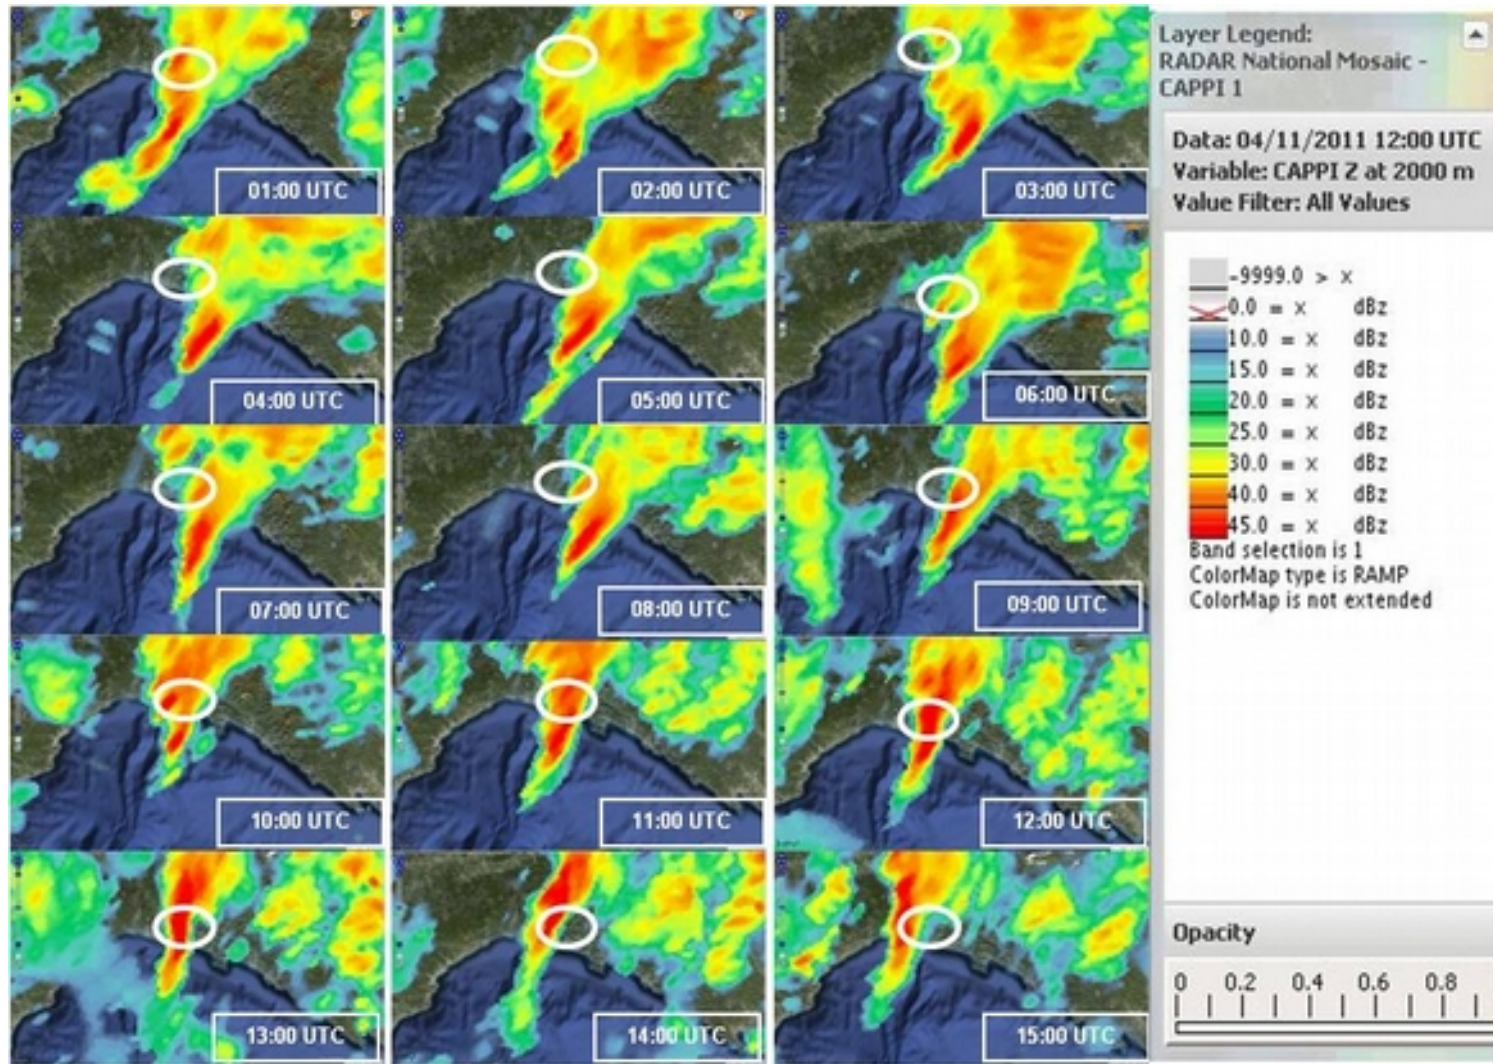 01:00 UTC
02:00 UTC
03:00 UTC
04:00 UTC
05:00 UTC
06:00 UTC
07:00 UTC
08:00 UTC
09:00 UTC
10:00 UTC
11:00 UTC
12:00 UTC
13:00 UTC
14:00 UTC
15:00 UTC
Layer Legend:
RADAR National Mosaic -
CAPPI 1
Data: 04/11/2011 12:00 UTC
Variable: CAPPI Z at 2000 m
Value Filter: All Values
-9999.0 > x
0.0 = x dBz
10.0 = x dBz
15.0 = x dBz
20.0 = x dBz
25.0 = x dBz
30.0 = x dBz
40.0 = x dBz
45.0 = x dBz
Band selection is 1
ColorMap type is RAMP
ColorMap is not extended
Opacity
0 0.2 0.4 0.6 0.8